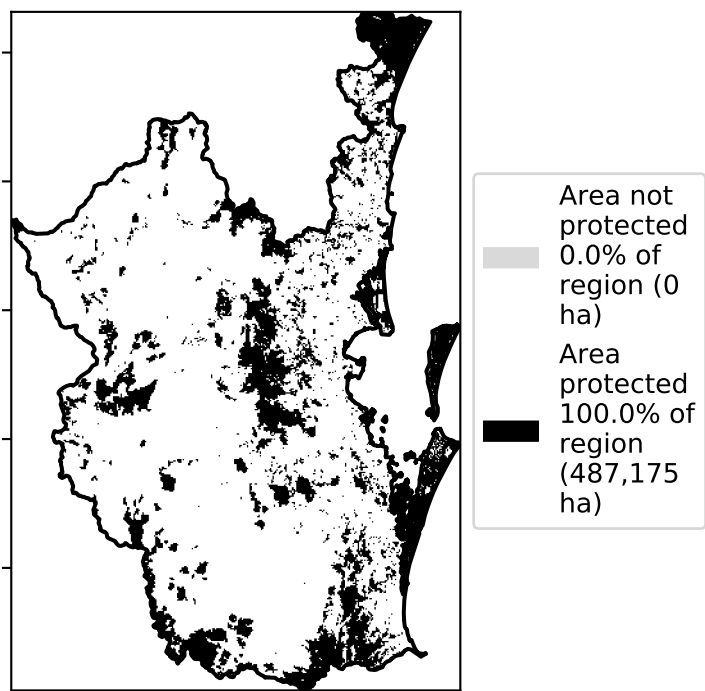 Area not
protected
0.0% of
region (0
ha)
Area
protected
100.0% of
region
(487,175
ha)